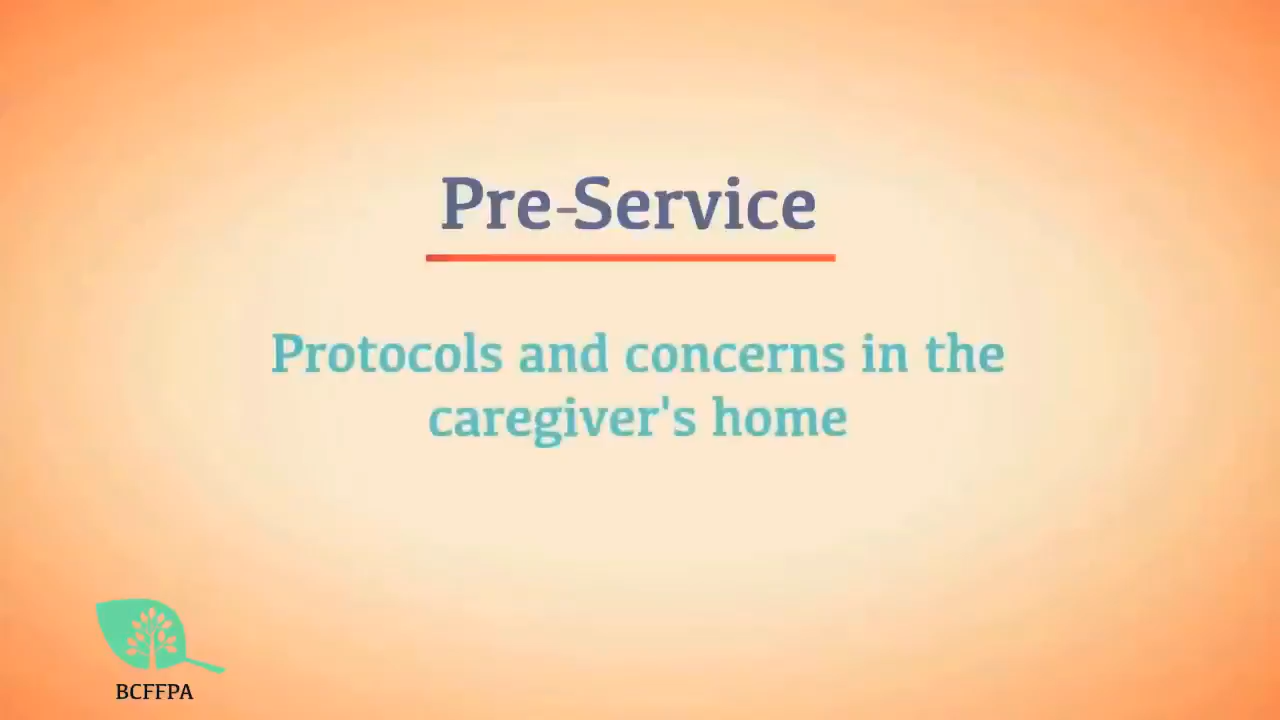 Pre-Service
Protocols and concerns in the
caregiver's home
BCFFPA